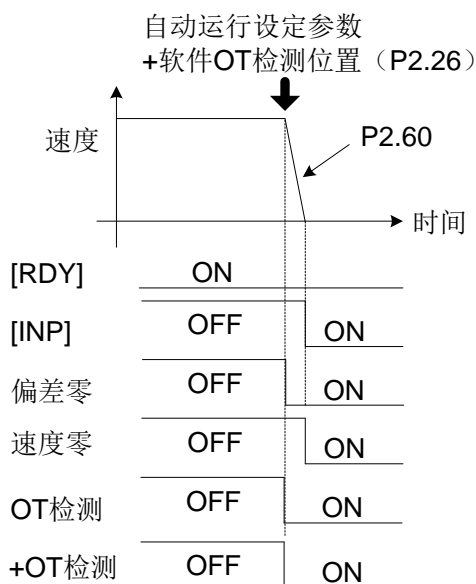 自动运行设定参数
+软件OT检测位置（P2.26）
速度
P2.60
时间
[RDY] ON
[INP] OFF ON
偏差零 OFF ON
速度零 OFF ON
OT检测 OFF ON
+OT检测 OFF ON